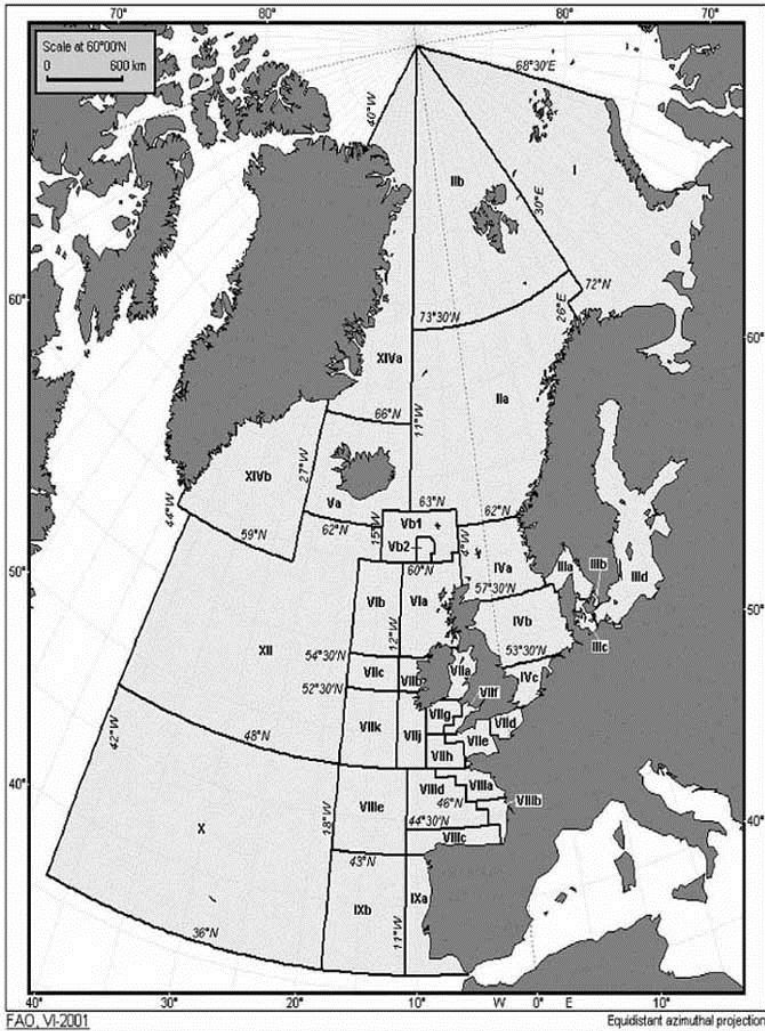 70° 80° 80° 70°
Scale at 60°00'N
0 600 km
68°30'E
40°W
IIb
30°E
I
72°N
26°E
60°
73°30'N
60°
XIVa
IIa
66°N
11°W
27°W
XIVb
Va
44°W
63°N
62°N
59°N
62°N
15°W
Vb1
4°W
Vb2
60°N
IVa
50°
57°30'N
IIIa
IIIb
IIId
50°
VIb
VIa
IVb
XII
12°W
54°30'N
53°30'N
IIIc
VIIc
VIIb
VIIa
IVc
52°30'N
VIIf
VIIg
VIId
42°W
48°N
VIIk
VIIj
VIIe
VIIh
40°
VIIId
VIIIa
VIIIe
46°N
VIIIb
X
18°W
44°30'N
40°
VIIIc
43°N
IXb
IXa
11°W
36°N
40° 30° 20° 10° W 0° E 10°
FAO, VI-2001
Equidistant azimuthal projection